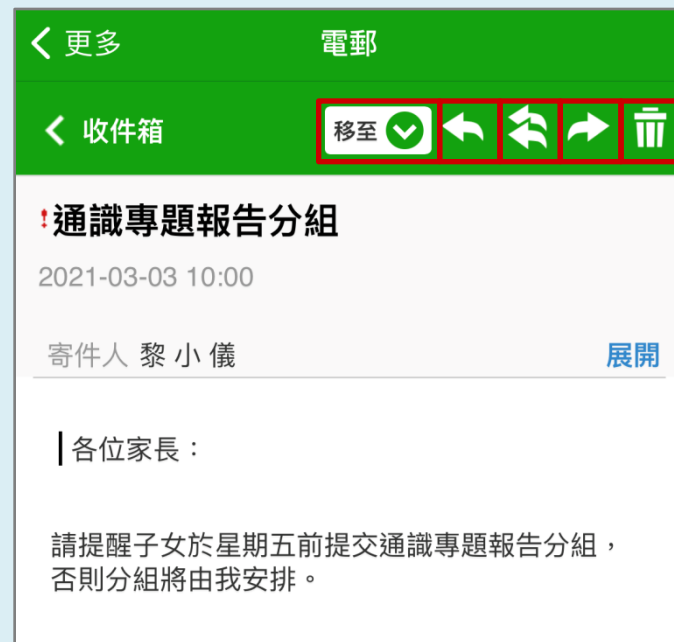 更多 電郵
收件箱 移至
通識專題報告分組
2021-03-03 10:00
寄件人 黎小儀 展開
各位家長：
請提醒子女於星期五前提交通識專題報告分組，
否則分組將由我安排。